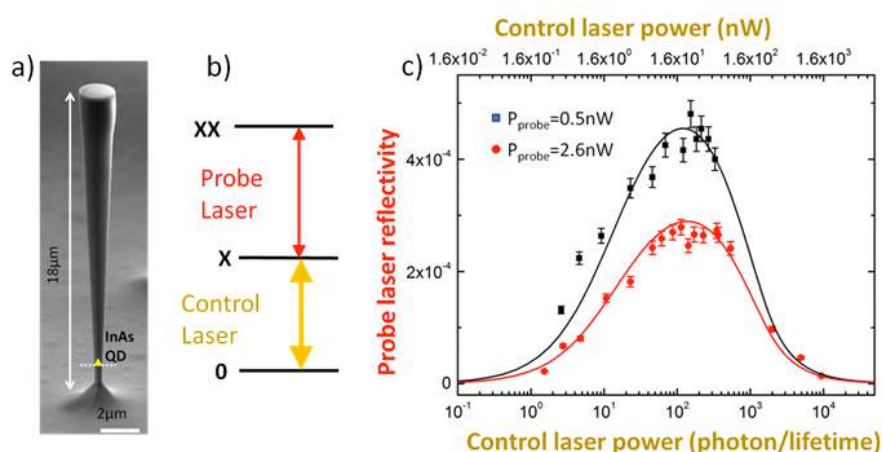 a)
18μm
InAs
QD
2μm
b)
XX
Probe
Laser
X
Control
Laser
0
Control laser power (nW)
1.6x10⁻² 1.6x10⁻¹ 1.6x10⁰ 1.6x10¹ 1.6x10² 1.6x10³
c)
P_probe=0.5nW
P_probe=2.6nW
Probe laser reflectivity
4x10⁻⁴
2x10⁻⁴
0
10⁻¹ 10⁰ 10¹ 10² 10³ 10⁴
Control laser power (photon/lifetime)